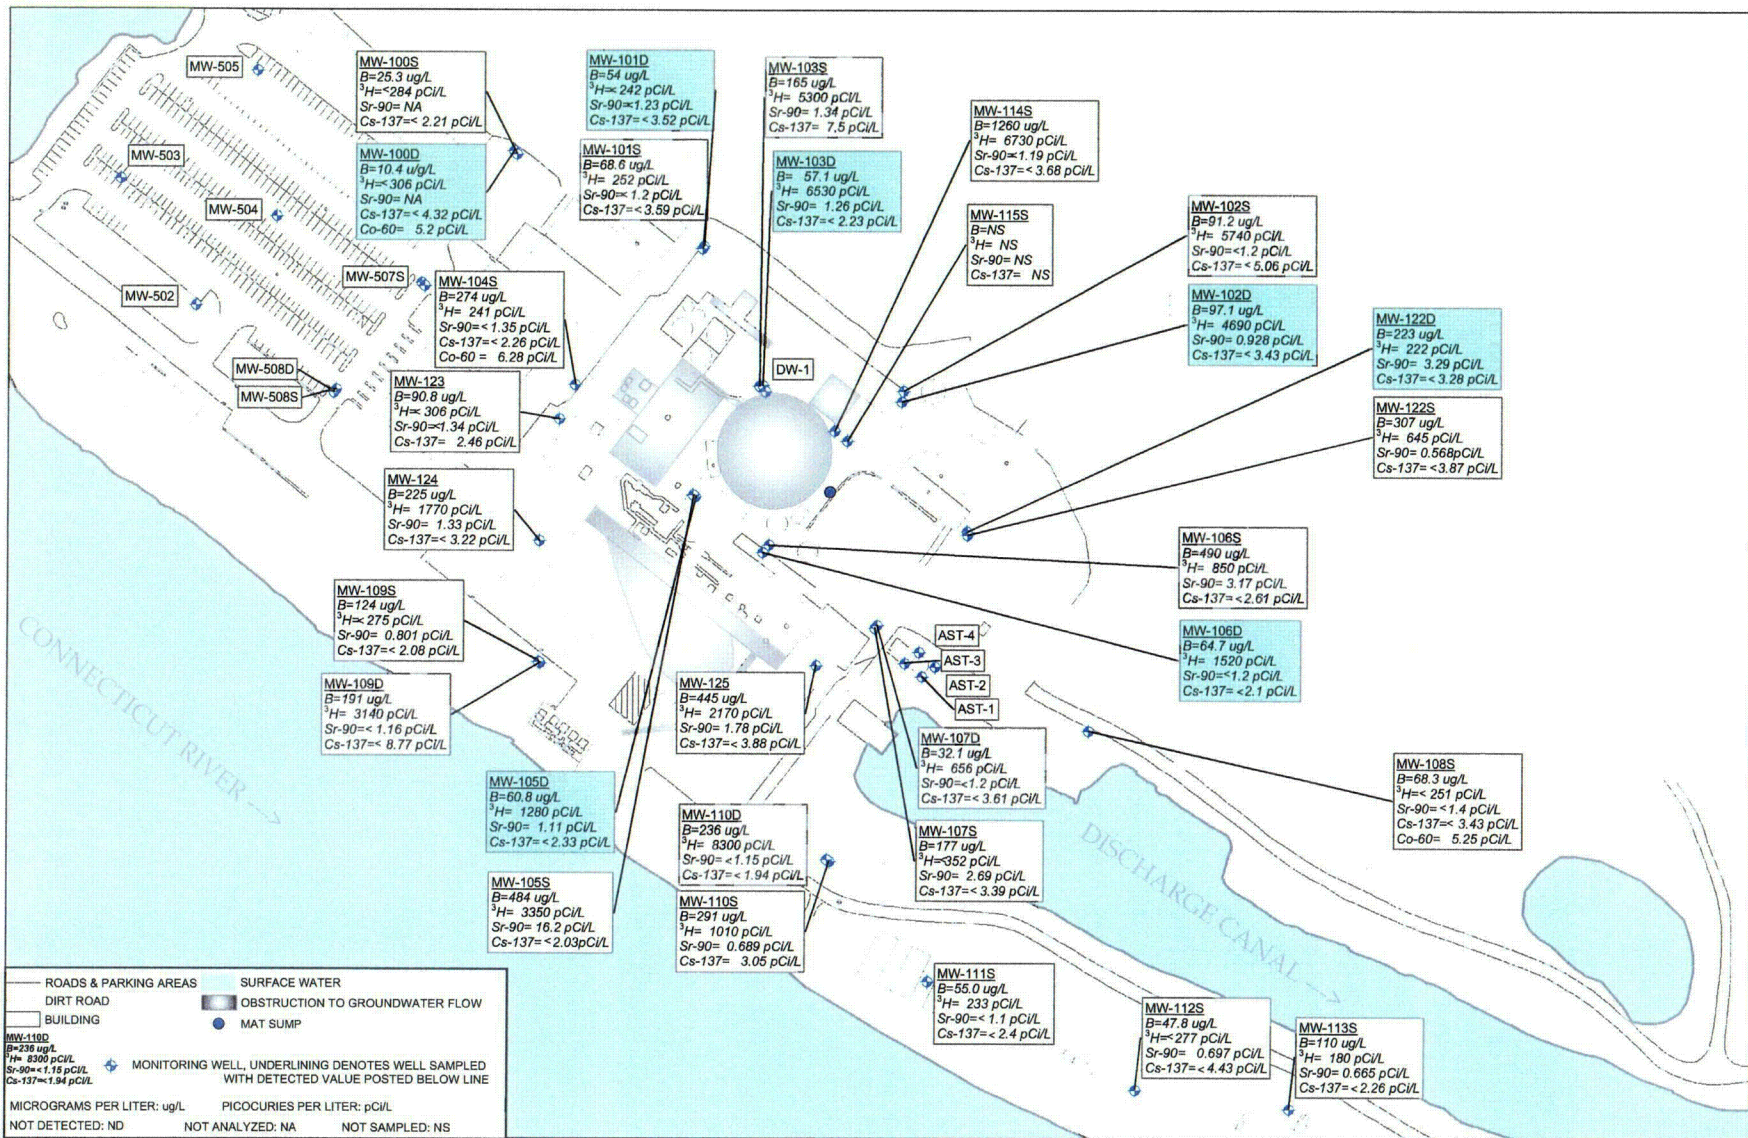 MW-505
MW-503
MW-504
MW-502
MW-507S
MW-508D
MW-508S
MW-100S
B=25.3 ug/L
³H=<284 pCi/L
Sr-90= NA
Cs-137=< 2.21 pCi/L
MW-100D
B=10.4 u/g/L
³H=<306 pCi/L
Sr-90= NA
Cs-137=< 4.32 pCi/L
Co-60= 5.2 pCi/L
MW-101D
B=54 ug/L
³H=< 242 pCi/L
Sr-90=<1.23 pCi/L
Cs-137=< 3.52 pCi/L
MW-101S
B=68.6 ug/L
³H= 252 pCi/L
Sr-90=< 1.2 pCi/L
Cs-137=< 3.59 pCi/L
MW-103S
B=165 ug/L
³H= 5300 pCi/L
Sr-90= 1.34 pCi/L
Cs-137= 7.5 pCi/L
MW-103D
B= 57.1 ug/L
³H= 6530 pCi/L
Sr-90= 1.26 pCi/L
Cs-137=< 2.23 pCi/L
MW-114S
B=1260 ug/L
³H= 6730 pCi/L
Sr-90=<1.19 pCi/L
Cs-137=< 3.68 pCi/L
MW-115S
B=NS
³H= NS
Sr-90= NS
Cs-137= NS
MW-102S
B=91.2 ug/L
³H= 5740 pCi/L
Sr-90=<1.2 pCi/L
Cs-137=<5.06 pCi/L
MW-102D
B=97.1 ug/L
³H= 4690 pCi/L
Sr-90= 0.928 pCi/L
Cs-137=< 3.43 pCi/L
MW-122D
B=223 ug/L
³H= 222 pCi/L
Sr-90= 3.29 pCi/L
Cs-137=< 3.28 pCi/L
MW-122S
B=307 ug/L
³H= 645 pCi/L
Sr-90= 0.568pCi/L
Cs-137= <3.87 pCi/L
MW-104S
B=274 ug/L
³H= 241 pCi/L
Sr-90=< 1.35 pCi/L
Cs-137=< 2.26 pCi/L
Co-60 = 6.28 pCi/L
DW-1
MW-123
B=90.8 ug/L
³H=< 306 pCi/L
Sr-90=<1.34 pCi/L
Cs-137= 2.46 pCi/L
MW-124
B=225 ug/L
³H= 1770 pCi/L
Sr-90= 1.33 pCi/L
Cs-137=< 3.22 pCi/L
MW-106S
B=490 ug/L
³H= 850 pCi/L
Sr-90= 3.17 pCi/L
Cs-137=<2.61 pCi/L
MW-106D
B=64.7 ug/L
³H= 1520 pCi/L
Sr-90=<1.2 pCi/L
Cs-137= <2.1 pCi/L
MW-109S
B=124 ug/L
³H=< 275 pCi/L
Sr-90= 0.801 pCi/L
Cs-137=< 2.08 pCi/L
MW-109D
B=191 ug/L
³H= 3140 pCi/L
Sr-90=< 1.16 pCi/L
Cs-137=< 8.77 pCi/L
AST-4
AST-3
AST-2
AST-1
MW-125
B=445 ug/L
³H= 2170 pCi/L
Sr-90= 1.78 pCi/L
Cs-137=< 3.88 pCi/L
MW-107D
B=32.1 ug/L
³H= 656 pCi/L
Sr-90=<1.2 pCi/L
Cs-137=< 3.61 pCi/L
MW-107S
B=177 ug/L
³H=<352 pCi/L
Sr-90= 2.69 pCi/L
Cs-137=< 3.39 pCi/L
MW-108S
B=68.3 ug/L
³H=< 251 pCi/L
Sr-90=<1.4 pCi/L
Cs-137=< 3.43 pCi/L
Co-60= 5.25 pCi/L
MW-105D
B=60.8 ug/L
³H= 1280 pCi/L
Sr-90= 1.11 pCi/L
Cs-137=<2.33 pCi/L
MW-105S
B=484 ug/L
³H= 3350 pCi/L
Sr-90= 16.2 pCi/L
Cs-137=<2.03pCi/L
MW-110D
B=236 ug/L
³H= 8300 pCi/L
Sr-90=<1.15 pCi/L
Cs-137=< 1.94 pCi/L
MW-110S
B=291 ug/L
³H= 1010 pCi/L
Sr-90= 0.689 pCi/L
Cs-137= 3.05 pCi/L
MW-111S
B=55.0 ug/L
³H= 233 pCi/L
Sr-90=< 1.1 pCi/L
Cs-137=< 2.4 pCi/L
MW-112S
B=47.8 ug/L
³H=<277 pCi/L
Sr-90= 0.697 pCi/L
Cs-137=< 4.43 pCi/L
MW-113S
B=110 ug/L
³H= 180 pCi/L
Sr-90= 0.665 pCi/L
Cs-137=<2.26 pCi/L
CONNECTICUT RIVER --->
DISCHARGE CANAL --->
ROADS & PARKING AREAS
DIRT ROAD
BUILDING
SURFACE WATER
OBSTRUCTION TO GROUNDWATER FLOW
MAT SUMP
MW-110D
B=236 ug/L
³H= 8300 pCi/L
Sr-90=<1.15 pCi/L
Cs-137=<1.94 pCi/L
MONITORING WELL, UNDERLINING DENOTES WELL SAMPLED
WITH DETECTED VALUE POSTED BELOW LINE
MICROGRAMS PER LITER: ug/L PICOCURIES PER LITER: pCi/L
NOT DETECTED: ND NOT ANALYZED: NA NOT SAMPLED: NS